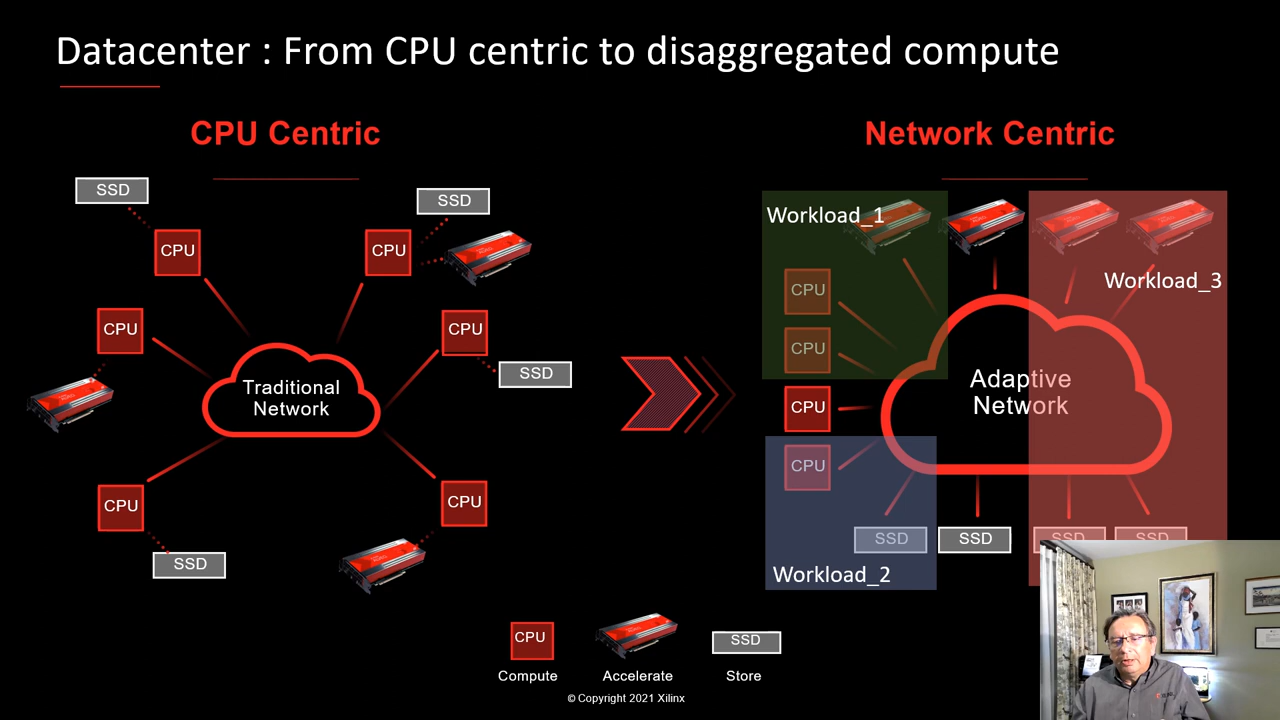 Datacenter : From CPU centric to disaggregated compute
CPU Centric
SSD
SSD
CPU
CPU
CPU
CPU
SSD
Traditional
Network
CPU
CPU
SSD
Network Centric
Workload_1
Workload_3
CPU
CPU
CPU
CPU
Adaptive
Network
SSD
SSD
SSD
SSD
Workload_2
CPU
SSD
Compute
Accelerate
Store
© Copyright 2021 Xilinx